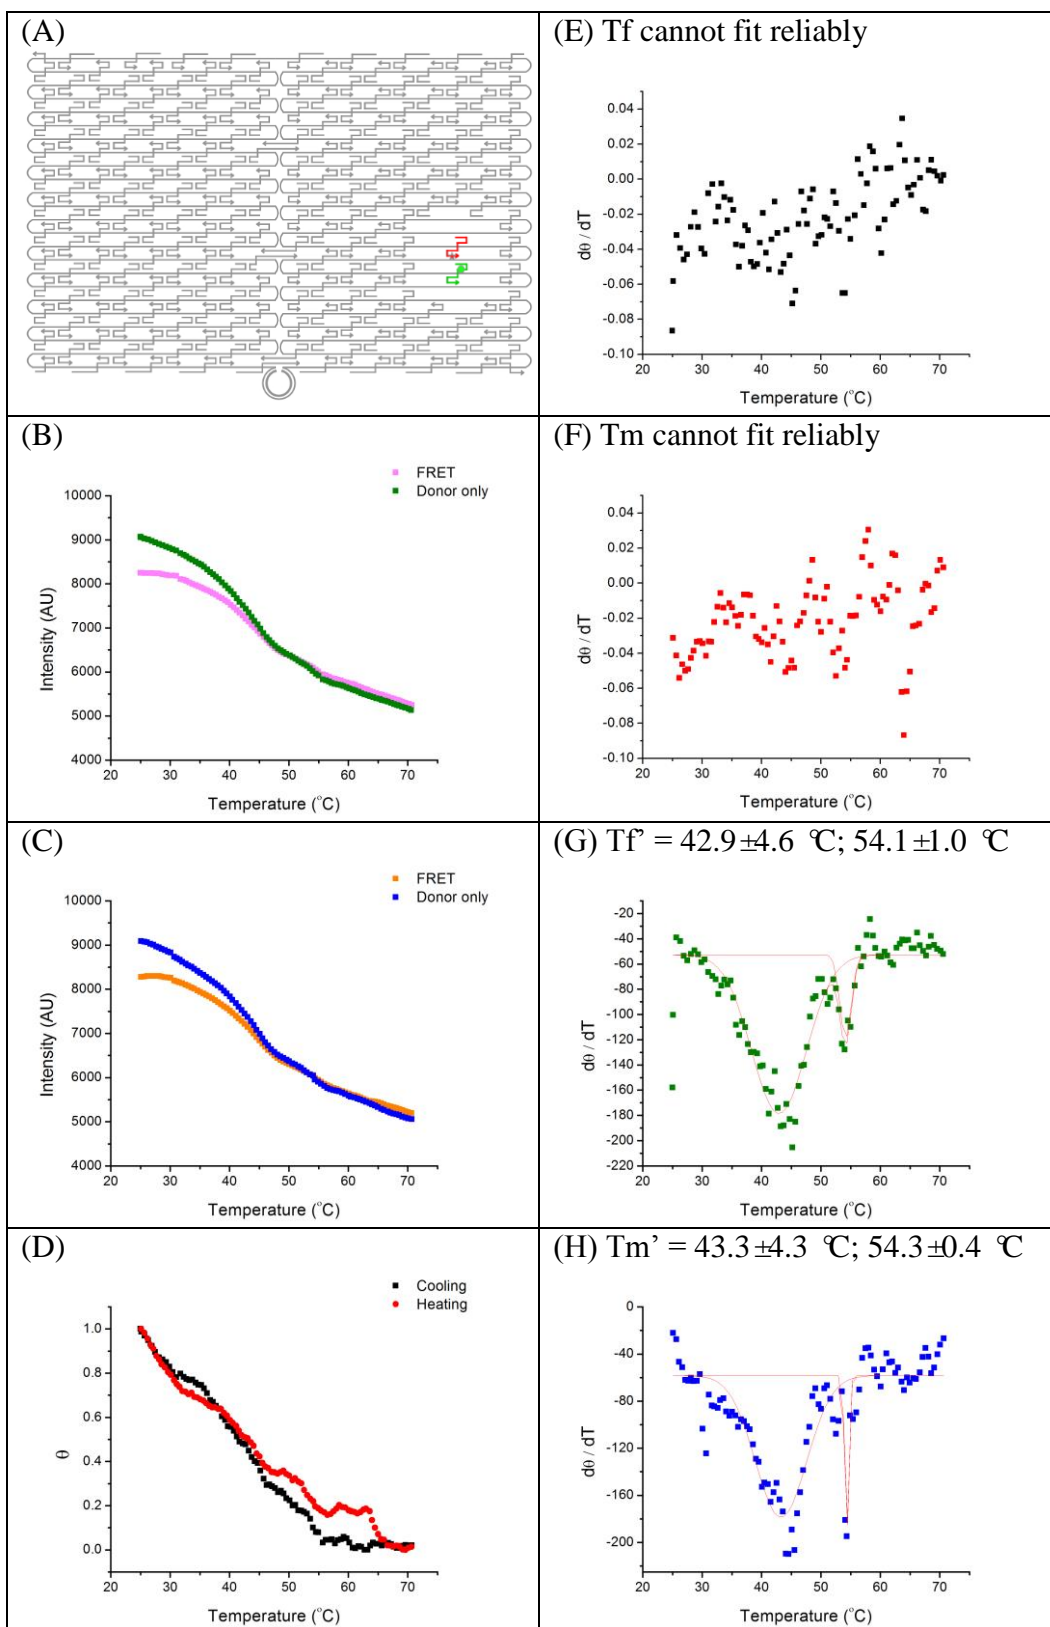 (A)
(E) Tf cannot fit reliably
0.04
0.02
0.00
-0.02
-0.04
-0.06
-0.08
-0.10
dθ / dT
30 40 50 60 70
Temperature (°C)
(B)
FRET
Donor only
10000
9000
8000
7000
6000
5000
4000
Intensity (AU)
20 30 40 50 60 70
Temperature (°C)
(F) Tm cannot fit reliably
0.04
0.02
0.00
-0.02
-0.04
-0.06
-0.08
-0.10
dθ / dT
20 30 40 50 60 70
Temperature (°C)
(C)
FRET
Donor only
10000
9000
8000
7000
6000
5000
4000
Intensity (AU)
20 30 40 50 60 70
Temperature (°C)
(G) Tf’ = 42.9±4.6 °C; 54.1±1.0 °C
-20
-40
-60
-80
-100
-120
-140
-160
-180
-200
-220
dθ / dT
20 30 40 50 60 70
Temperature (°C)
(D)
Cooling
Heating
1.0
0.8
0.6
0.4
0.2
0.0
θ
20 30 40 50 60 70
Temperature (°C)
(H) Tm’ = 43.3±4.3 °C; 54.3±0.4 °C
0
-40
-80
-120
-160
-200
dθ / dT
20 30 40 50 60 70
Temperature (°C)